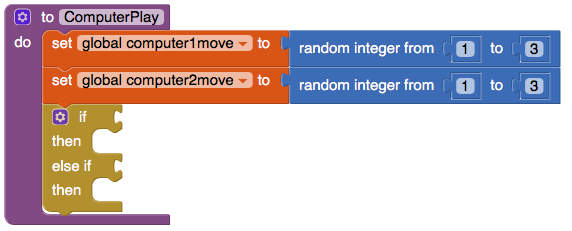 to ComputerPlay
do set global computer1move to random integer from 1 to 3
set global computer2move to random integer from 1 to 3
if
then
else if
then